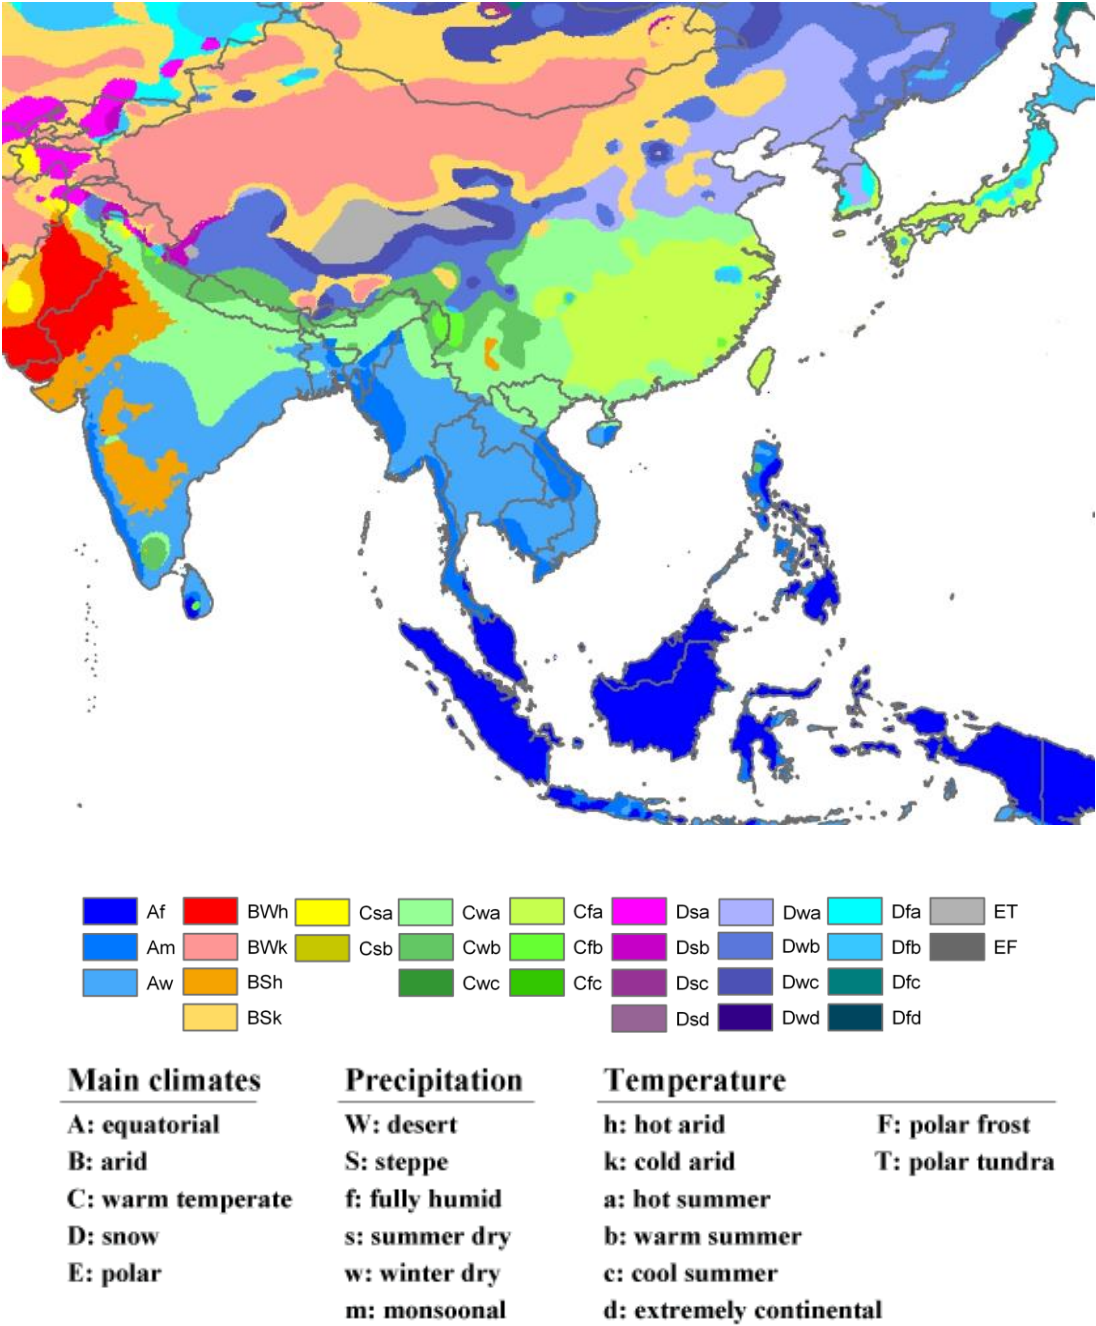 Af BWh Csa Cwa Cfa Dsa Dwa Dfa ET
Am BWk Csb Cwb Cfb Dsb Dwb Dfb EF
Aw BSh Cwc Cfc Dsc Dwc Dfc
BSk Dsd Dwd Dfd
Main climates Precipitation Temperature
A: equatorial W: desert h: hot arid F: polar frost
B: arid S: steppe k: cold arid T: polar tundra
C: warm temperate f: fully humid a: hot summer
D: snow s: summer dry b: warm summer
E: polar w: winter dry c: cool summer
m: monsoonal d: extremely continental